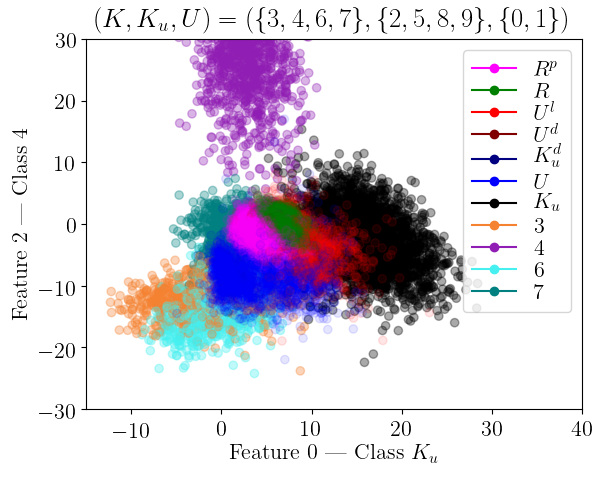 (K, K_u, U) = ({3, 4, 6, 7}, {2, 5, 8, 9}, {0, 1})
Feature 2 — Class 4
30
20
10
0
−10
−20
−30
R^p
R
U^l
U^d
K_u^d
U
K_u
3
4
6
7
−10 0 10 20 30 40
Feature 0 — Class K_u